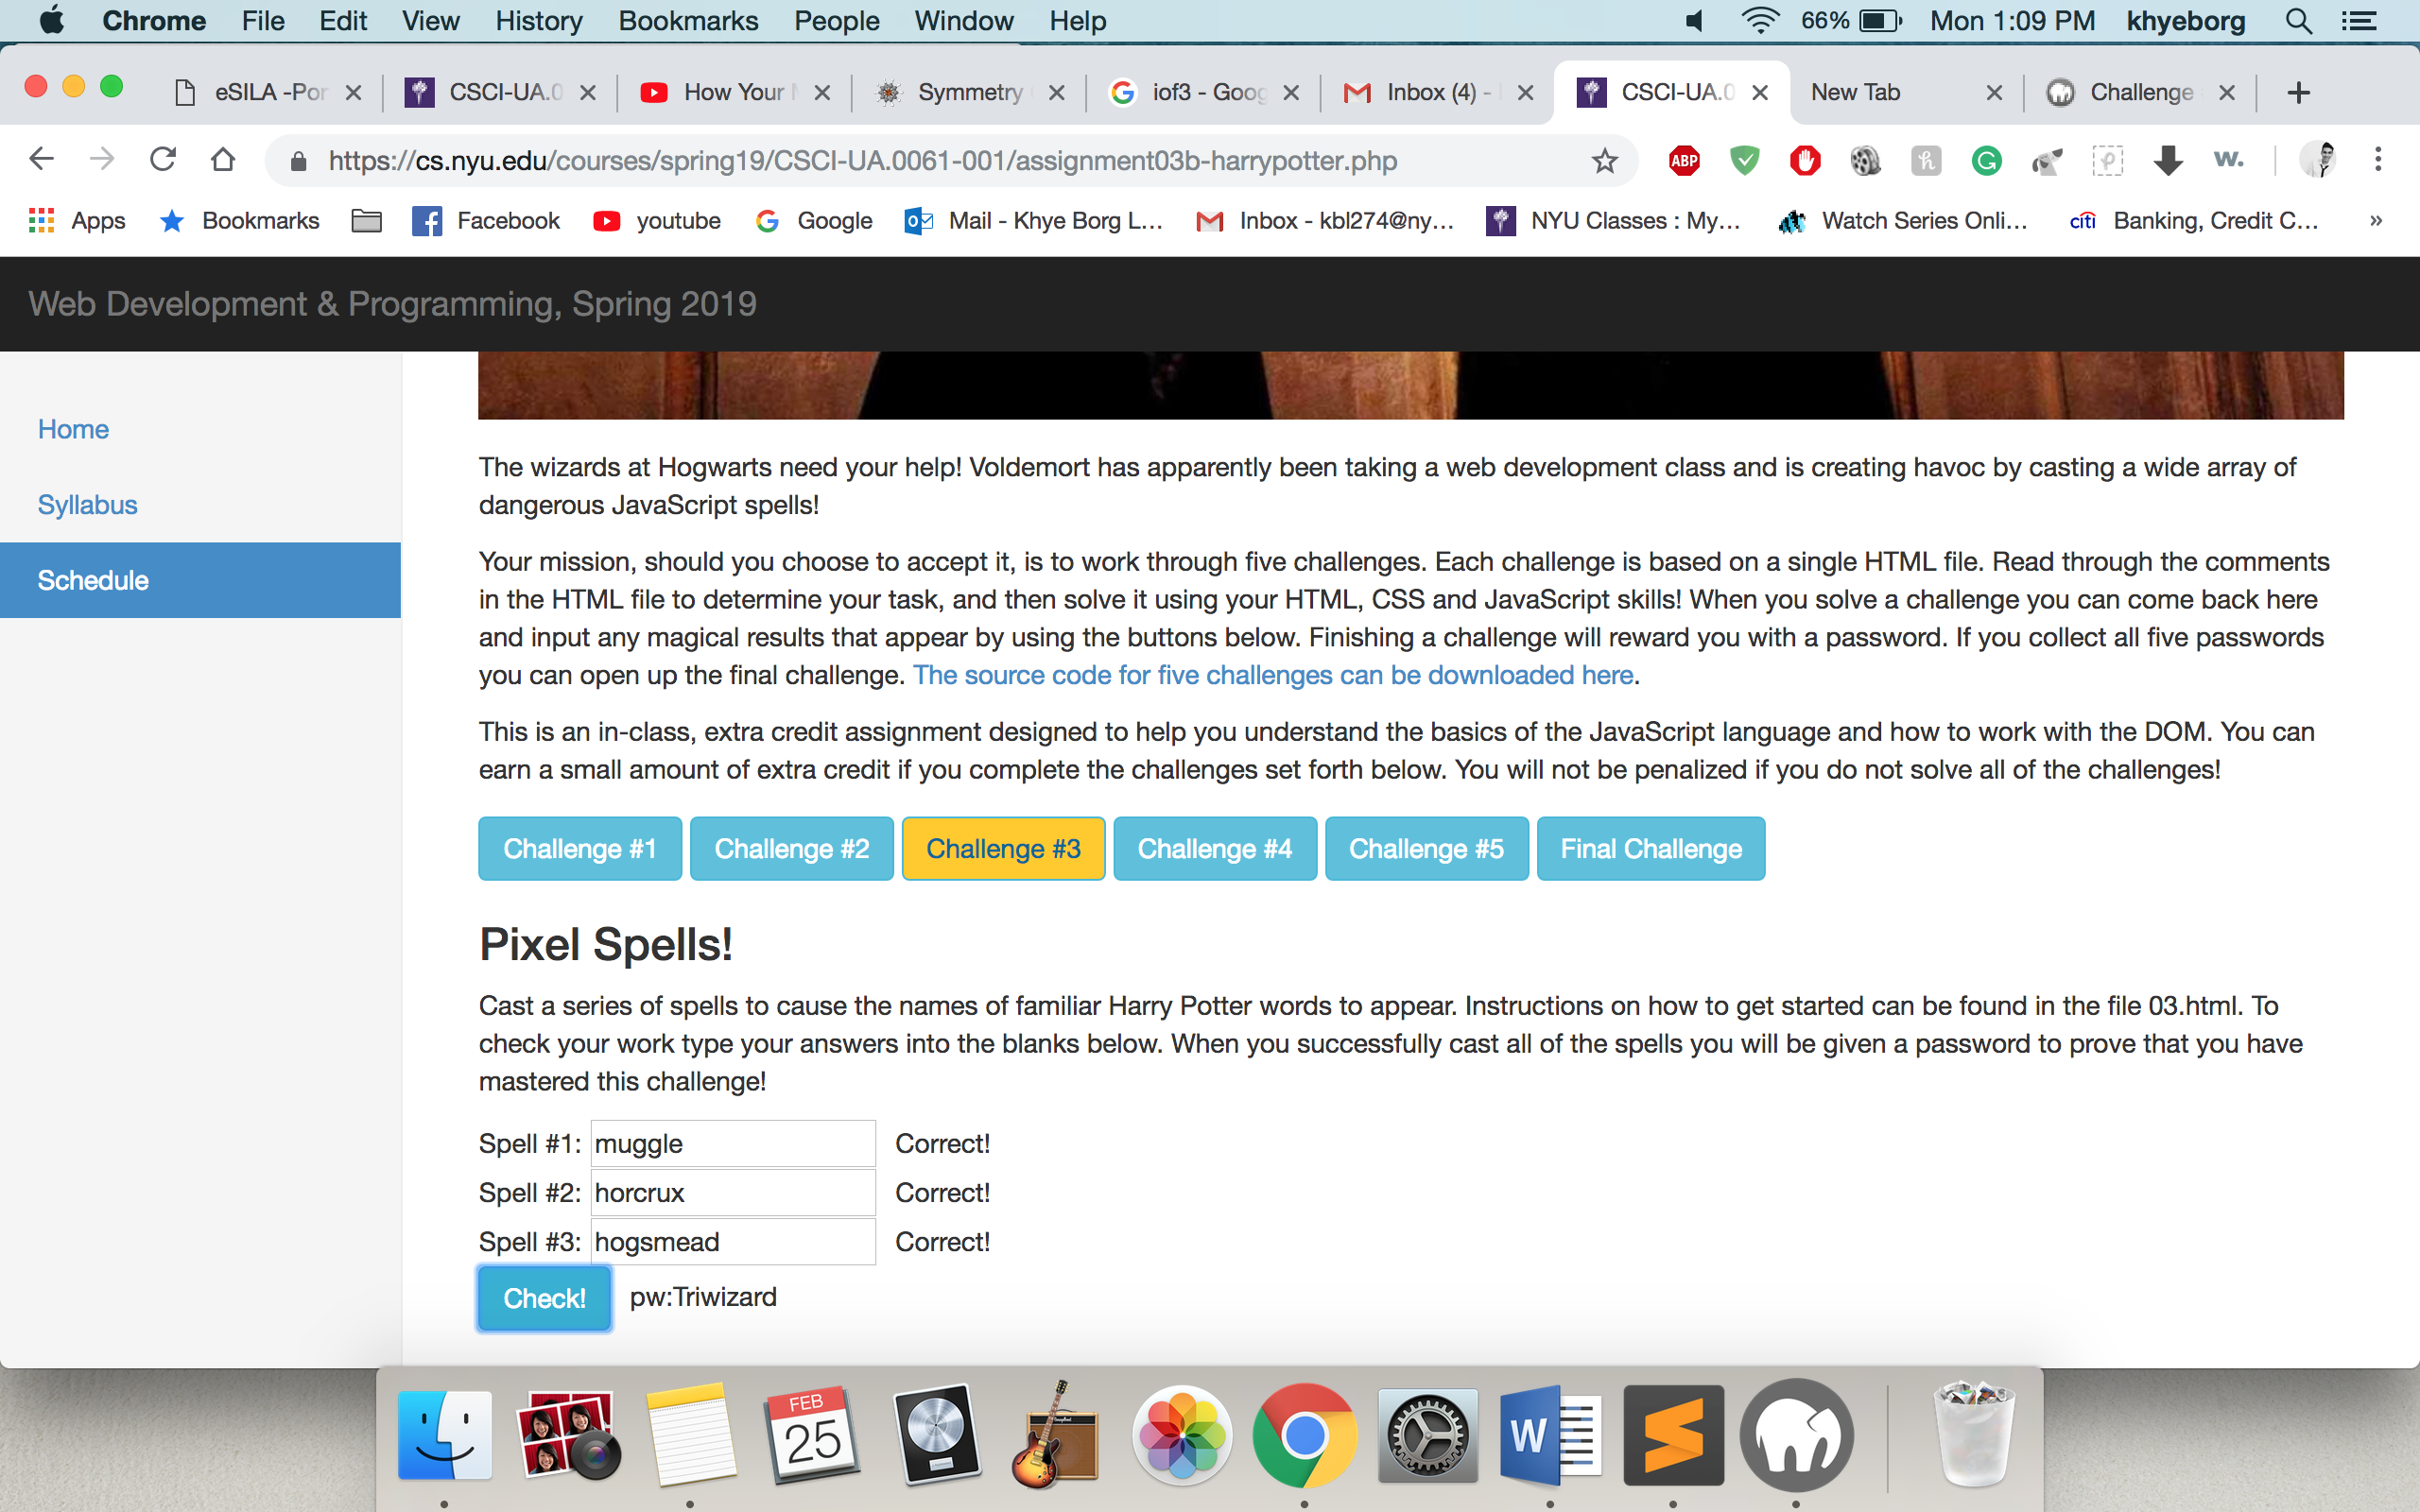 Chrome File Edit View History Bookmarks People Window Help 66% Mon 1:09 PM khyeborg
eSILA -Por CSCI-UA.0 How Your Symmetry iof3 - Goog Inbox (4) - CSCI-UA.0 New Tab Challenge
https://cs.nyu.edu/courses/spring19/CSCI-UA.0061-001/assignment03b-harrypotter.php ABP
Apps Bookmarks Facebook youtube Google Mail - Khye Borg L... Inbox - kbl274@ny... NYU Classes : My... Watch Series Onli... citi Banking, Credit C... »
Web Development & Programming, Spring 2019
Home
Syllabus
Schedule
The wizards at Hogwarts need your help! Voldemort has apparently been taking a web development class and is creating havoc by casting a wide array of
dangerous JavaScript spells!
Your mission, should you choose to accept it, is to work through five challenges. Each challenge is based on a single HTML file. Read through the comments
in the HTML file to determine your task, and then solve it using your HTML, CSS and JavaScript skills! When you solve a challenge you can come back here
and input any magical results that appear by using the buttons below. Finishing a challenge will reward you with a password. If you collect all five passwords
you can open up the final challenge. The source code for five challenges can be downloaded here.
This is an in-class, extra credit assignment designed to help you understand the basics of the JavaScript language and how to work with the DOM. You can
earn a small amount of extra credit if you complete the challenges set forth below. You will not be penalized if you do not solve all of the challenges!
Challenge #1 Challenge #2 Challenge #3 Challenge #4 Challenge #5 Final Challenge
Pixel Spells!
Cast a series of spells to cause the names of familiar Harry Potter words to appear. Instructions on how to get started can be found in the file 03.html. To
check your work type your answers into the blanks below. When you successfully cast all of the spells you will be given a password to prove that you have
mastered this challenge!
Spell #1: muggle Correct!
Spell #2: horcrux Correct!
Spell #3: hogsmead Correct!
Check! pw:Triwizard
FEB
25
W